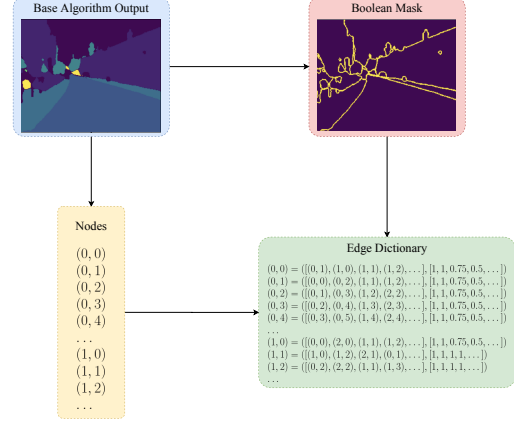 Base Algorithm Output
Boolean Mask
Nodes
(0, 0)
(0, 1)
(0, 2)
(0, 3)
(0, 4)
...
(1, 0)
(1, 1)
(1, 2)
...
Edge Dictionary
(0, 0) = ([(0, 1), (1, 0), (1, 1), (1, 2), ...], [1, 1, 0.75, 0.5, ...])
(0, 1) = ([(0, 0), (0, 2), (1, 1), (1, 2), ...], [1, 1, 0.75, 0.5, ...])
(0, 2) = ([(0, 1), (0, 3), (1, 2), (2, 2), ...], [1, 1, 0.75, 0.5, ...])
(0, 3) = ([(0, 2), (0, 4), (1, 3), (2, 3), ...], [1, 1, 0.75, 0.5, ...])
(0, 4) = ([(0, 3), (0, 5), (1, 4), (2, 4), ...], [1, 1, 0.75, 0.5, ...])
...
(1, 0) = ([(0, 0), (2, 0), (1, 1), (1, 2), ...], [1, 1, 0.75, 0.5, ...])
(1, 1) = ([(1, 0), (1, 2), (2, 1), (0, 1), ...], [1, 1, 1, 1, ...])
(1, 2) = ([(0, 2), (2, 2), (1, 1), (1, 3), ...], [1, 1, 1, 1, ...])
...